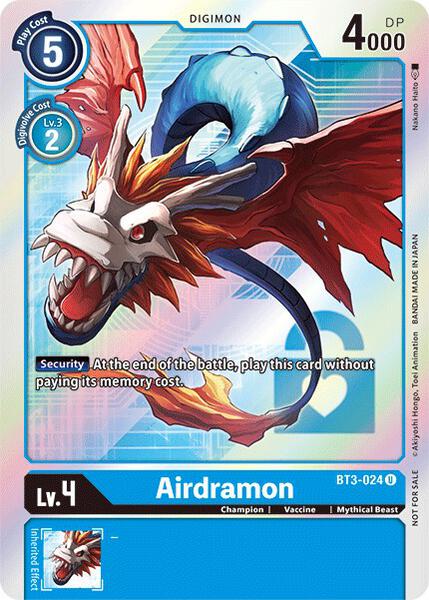 Play Cost
5
DIGIMON
DP
4000
Digivolve Cost
Lv.3
2
Nakano Haito
Security At the end of the battle, play this card without
paying its memory cost.
©Akiyoshi Hongo, Toei Animation BANDAI MADE IN JAPAN
NOT FOR SALE
Lv.4
Airdramon
BT3-024 U
Champion | Vaccine | Mythical Beast
Inherited Effect
–